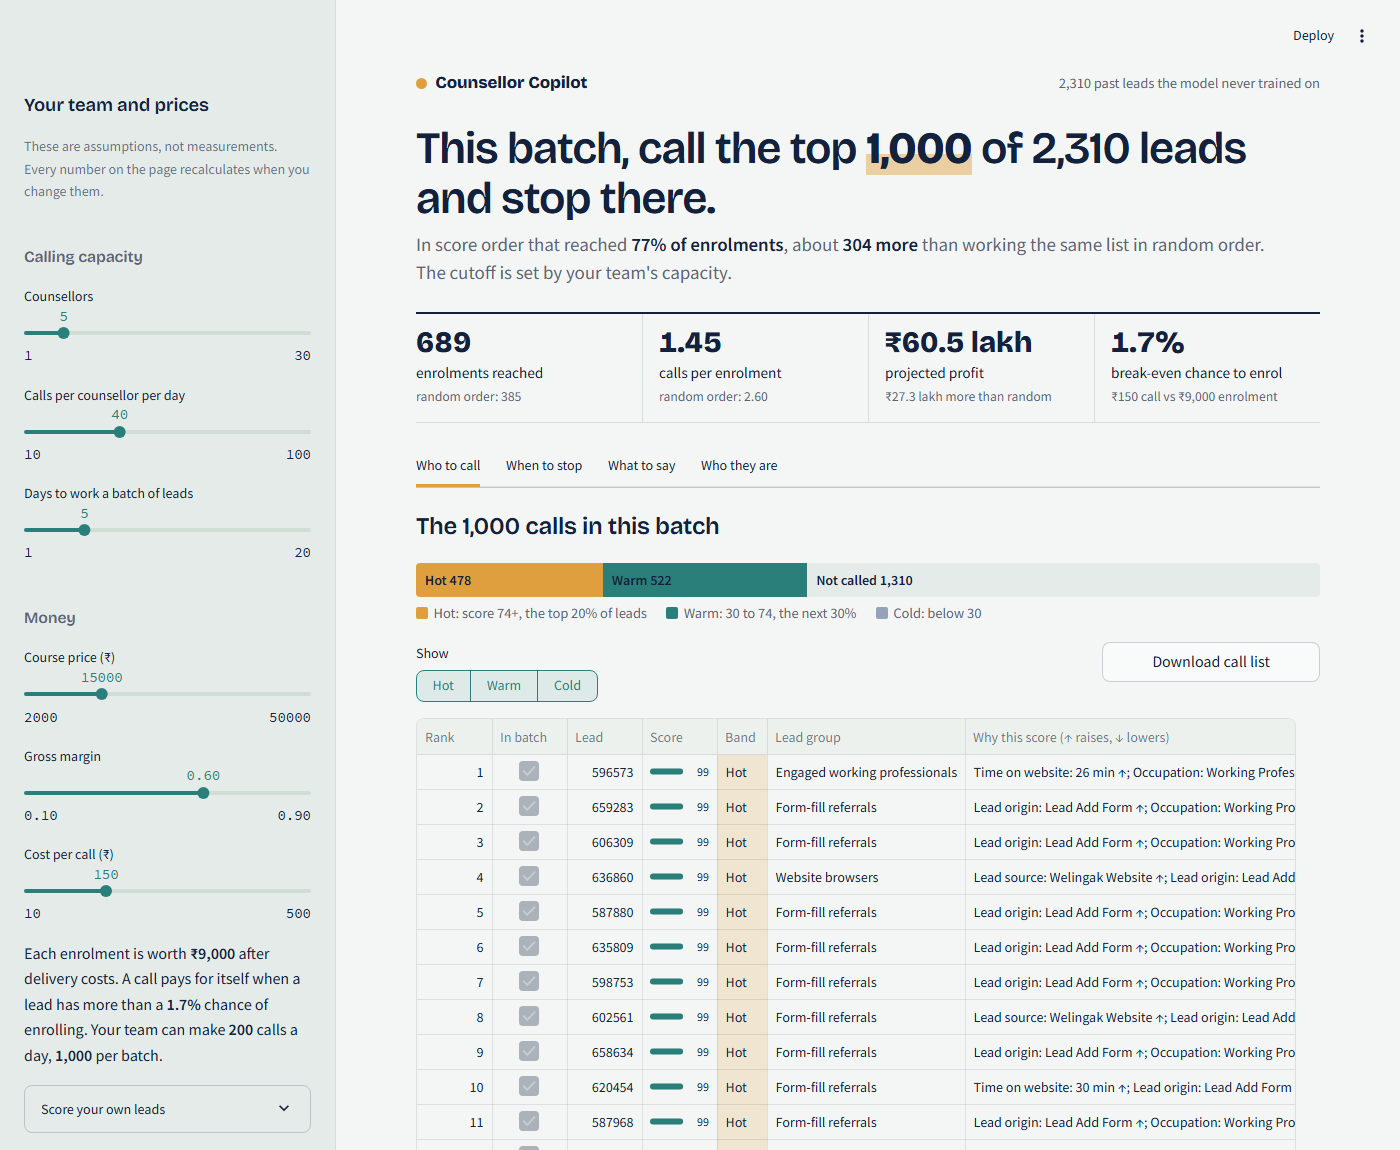 Deploy
Your team and prices
These are assumptions, not measurements.
Every number on the page recalculates when you
change them.
Calling capacity
Counsellors
5
1 30
Calls per counsellor per day
40
10 100
Days to work a batch of leads
5
1 20
Money
Course price (₹)
15000
2000 50000
Gross margin
0.60
0.10 0.90
Cost per call (₹)
150
10 500
Each enrolment is worth ₹9,000 after
delivery costs. A call pays for itself when a
lead has more than a 1.7% chance of
enrolling. Your team can make 200 calls a
day, 1,000 per batch.
Score your own leads
Counsellor Copilot
2,310 past leads the model never trained on
This batch, call the top 1,000 of 2,310 leads
and stop there.
In score order that reached 77% of enrolments, about 304 more than working the same list in random order.
The cutoff is set by your team's capacity.
689 1.45 ₹60.5 lakh 1.7%
enrolments reached calls per enrolment projected profit break-even chance to enrol
random order: 385 random order: 2.60 ₹27.3 lakh more than random ₹150 call vs ₹9,000 enrolment
Who to call When to stop What to say Who they are
The 1,000 calls in this batch
Hot 478 Warm 522 Not called 1,310
Hot: score 74+, the top 20% of leads Warm: 30 to 74, the next 30% Cold: below 30
Show
Hot Warm Cold
Download call list
Rank In batch Lead Score Band Lead group Why this score (↑ raises, ↓ lowers)
1 596573 99 Hot Engaged working professionals Time on website: 26 min ↑; Occupation: Working Profes
2 659283 99 Hot Form-fill referrals Lead origin: Lead Add Form ↑; Occupation: Working Pro
3 606309 99 Hot Form-fill referrals Lead origin: Lead Add Form ↑; Occupation: Working Pro
4 636860 99 Hot Website browsers Lead source: Welingak Website ↑; Lead origin: Lead Add
5 587880 99 Hot Form-fill referrals Lead origin: Lead Add Form ↑; Occupation: Working Pro
6 635809 99 Hot Form-fill referrals Lead origin: Lead Add Form ↑; Occupation: Working Pro
7 598753 99 Hot Form-fill referrals Lead origin: Lead Add Form ↑; Occupation: Working Pro
8 602561 99 Hot Form-fill referrals Lead source: Welingak Website ↑; Lead origin: Lead Add
9 658634 99 Hot Form-fill referrals Lead origin: Lead Add Form ↑; Occupation: Working Pro
10 620454 99 Hot Form-fill referrals Time on website: 30 min ↑; Lead origin: Lead Add Form
11 587968 99 Hot Form-fill referrals Lead origin: Lead Add Form ↑; Occupation: Working Pro